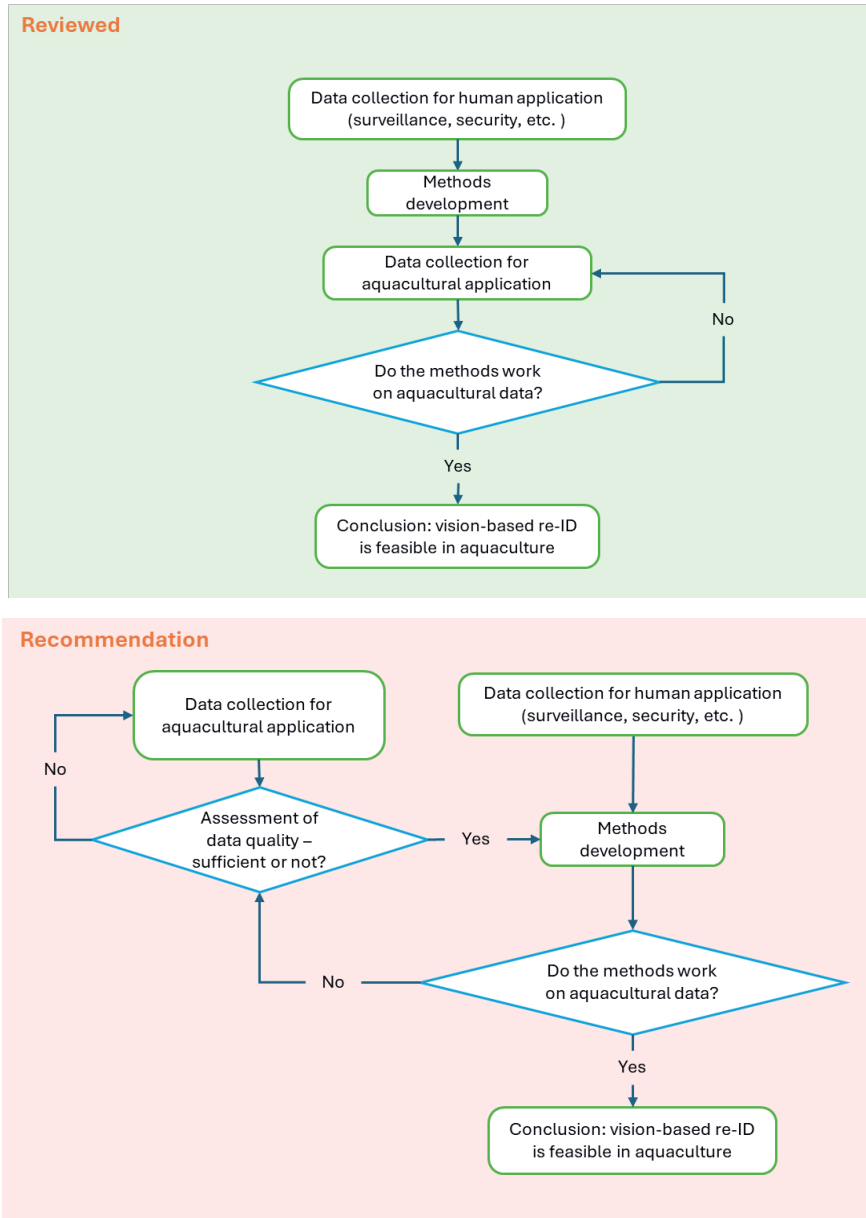 Reviewed
Data collection for human application
(surveillance, security, etc. )
Methods
development
Data collection for
aquacultural application
No
Do the methods work
on aquacultural data?
Yes
Conclusion: vision-based re-ID
is feasible in aquaculture
Recommendation
Data collection for
aquacultural application
Data collection for human application
(surveillance, security, etc. )
No
Assessment of
data quality –
sufficient or not?
Yes
Methods
development
Do the methods work
on aquacultural data?
No
Yes
Conclusion: vision-based re-ID
is feasible in aquaculture